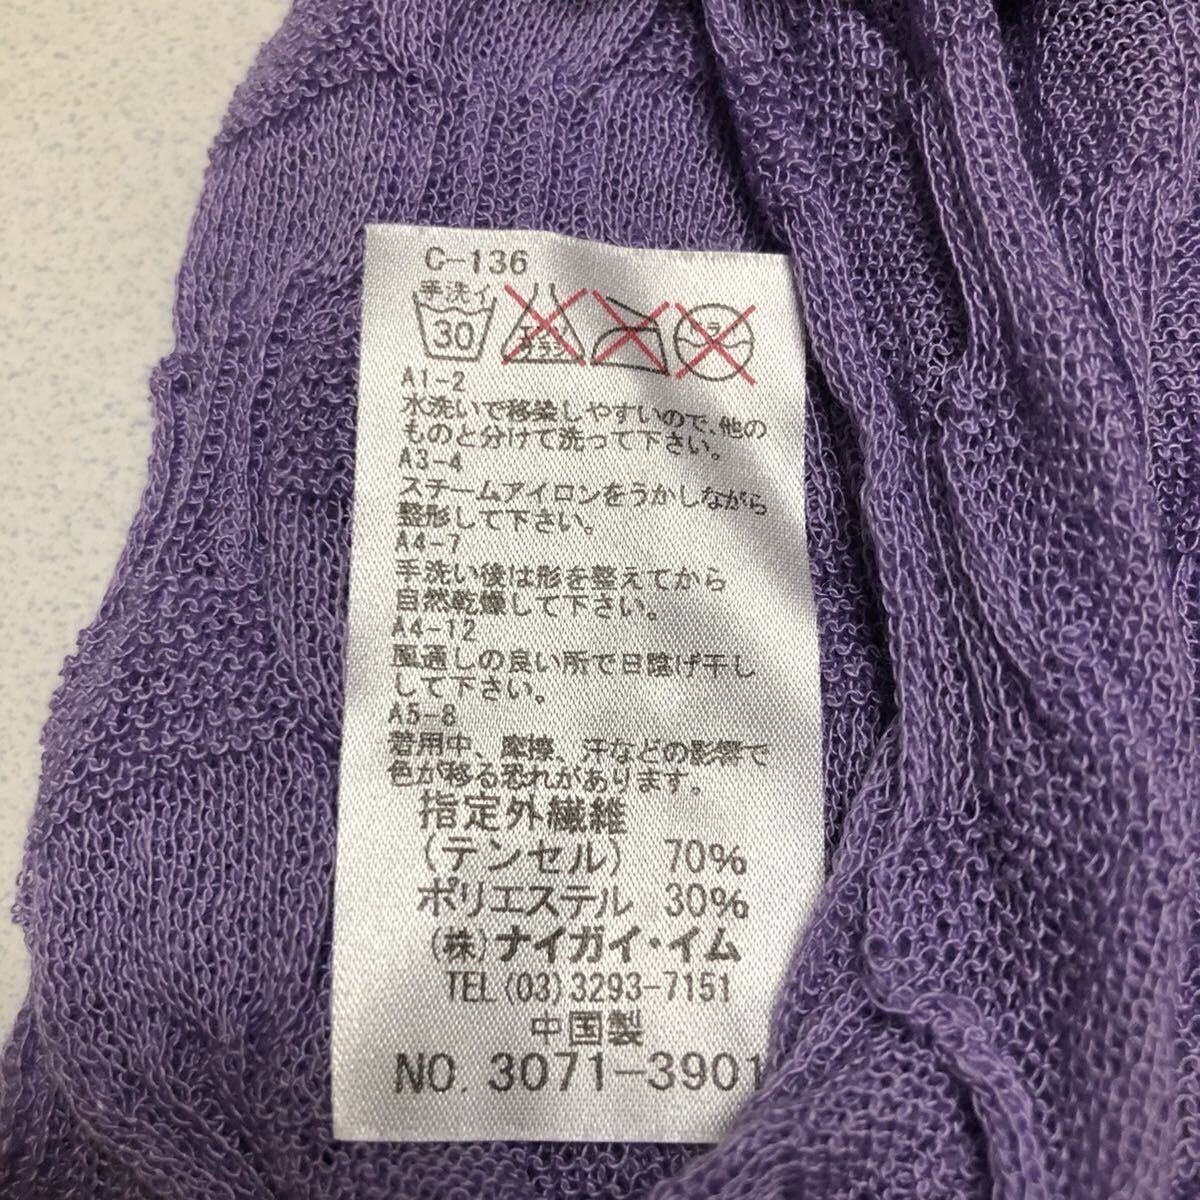 C-136
手洗イ
30
エンソ
サラシ
A1-2
水洗いで移染しやすいので、他の
ものと分けて洗って下さい。
A3-4
スチームアイロンをうかしながら
整形して下さい。
A4-7
手洗い後は形を整えてから
自然乾燥して下さい。
A4-12
風通しの良い所で日陰げ干し
して下さい。
A5-8
着用中、摩擦、汗などの影響で
色が移る恐れがあります。
指定外繊維
(テンセル) 70%
ポリエステル 30%
(株)ナイガイ・イム
TEL(03)3293-7151
中国製
NO. 3071-3901